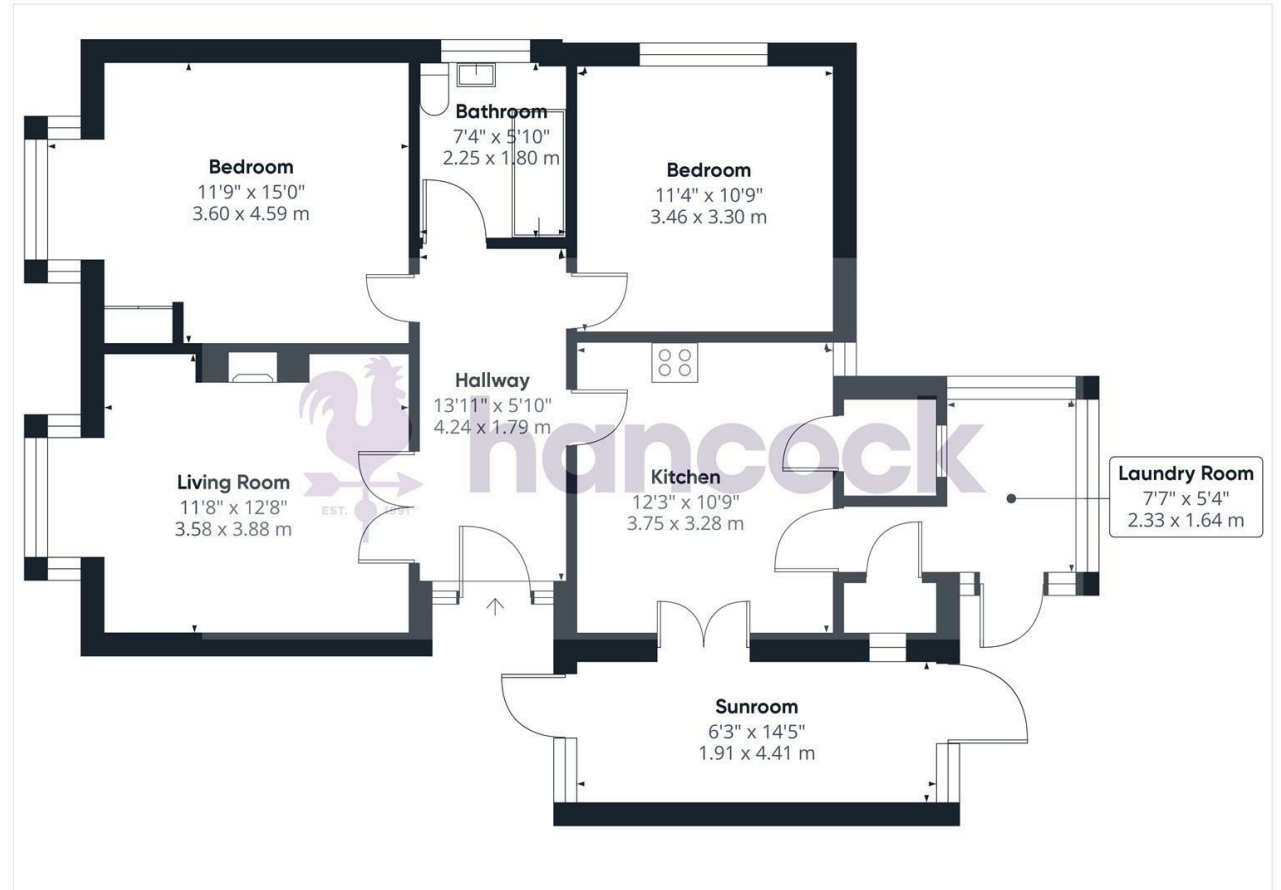 Bedroom
11'9" x 15'0"
3.60 x 4.59 m
Bathroom
7'4" x 5'10"
2.25 x 1.80 m
Bedroom
11'4" x 10'9"
3.46 x 3.30 m
Hallway
13'11" x 5'10"
4.24 x 1.79 m
hancock
EST. 1991
Living Room
11'8" x 12'8"
3.58 x 3.88 m
Kitchen
12'3" x 10'9"
3.75 x 3.28 m
Laundry Room
7'7" x 5'4"
2.33 x 1.64 m
Sunroom
6'3" x 14'5"
1.91 x 4.41 m